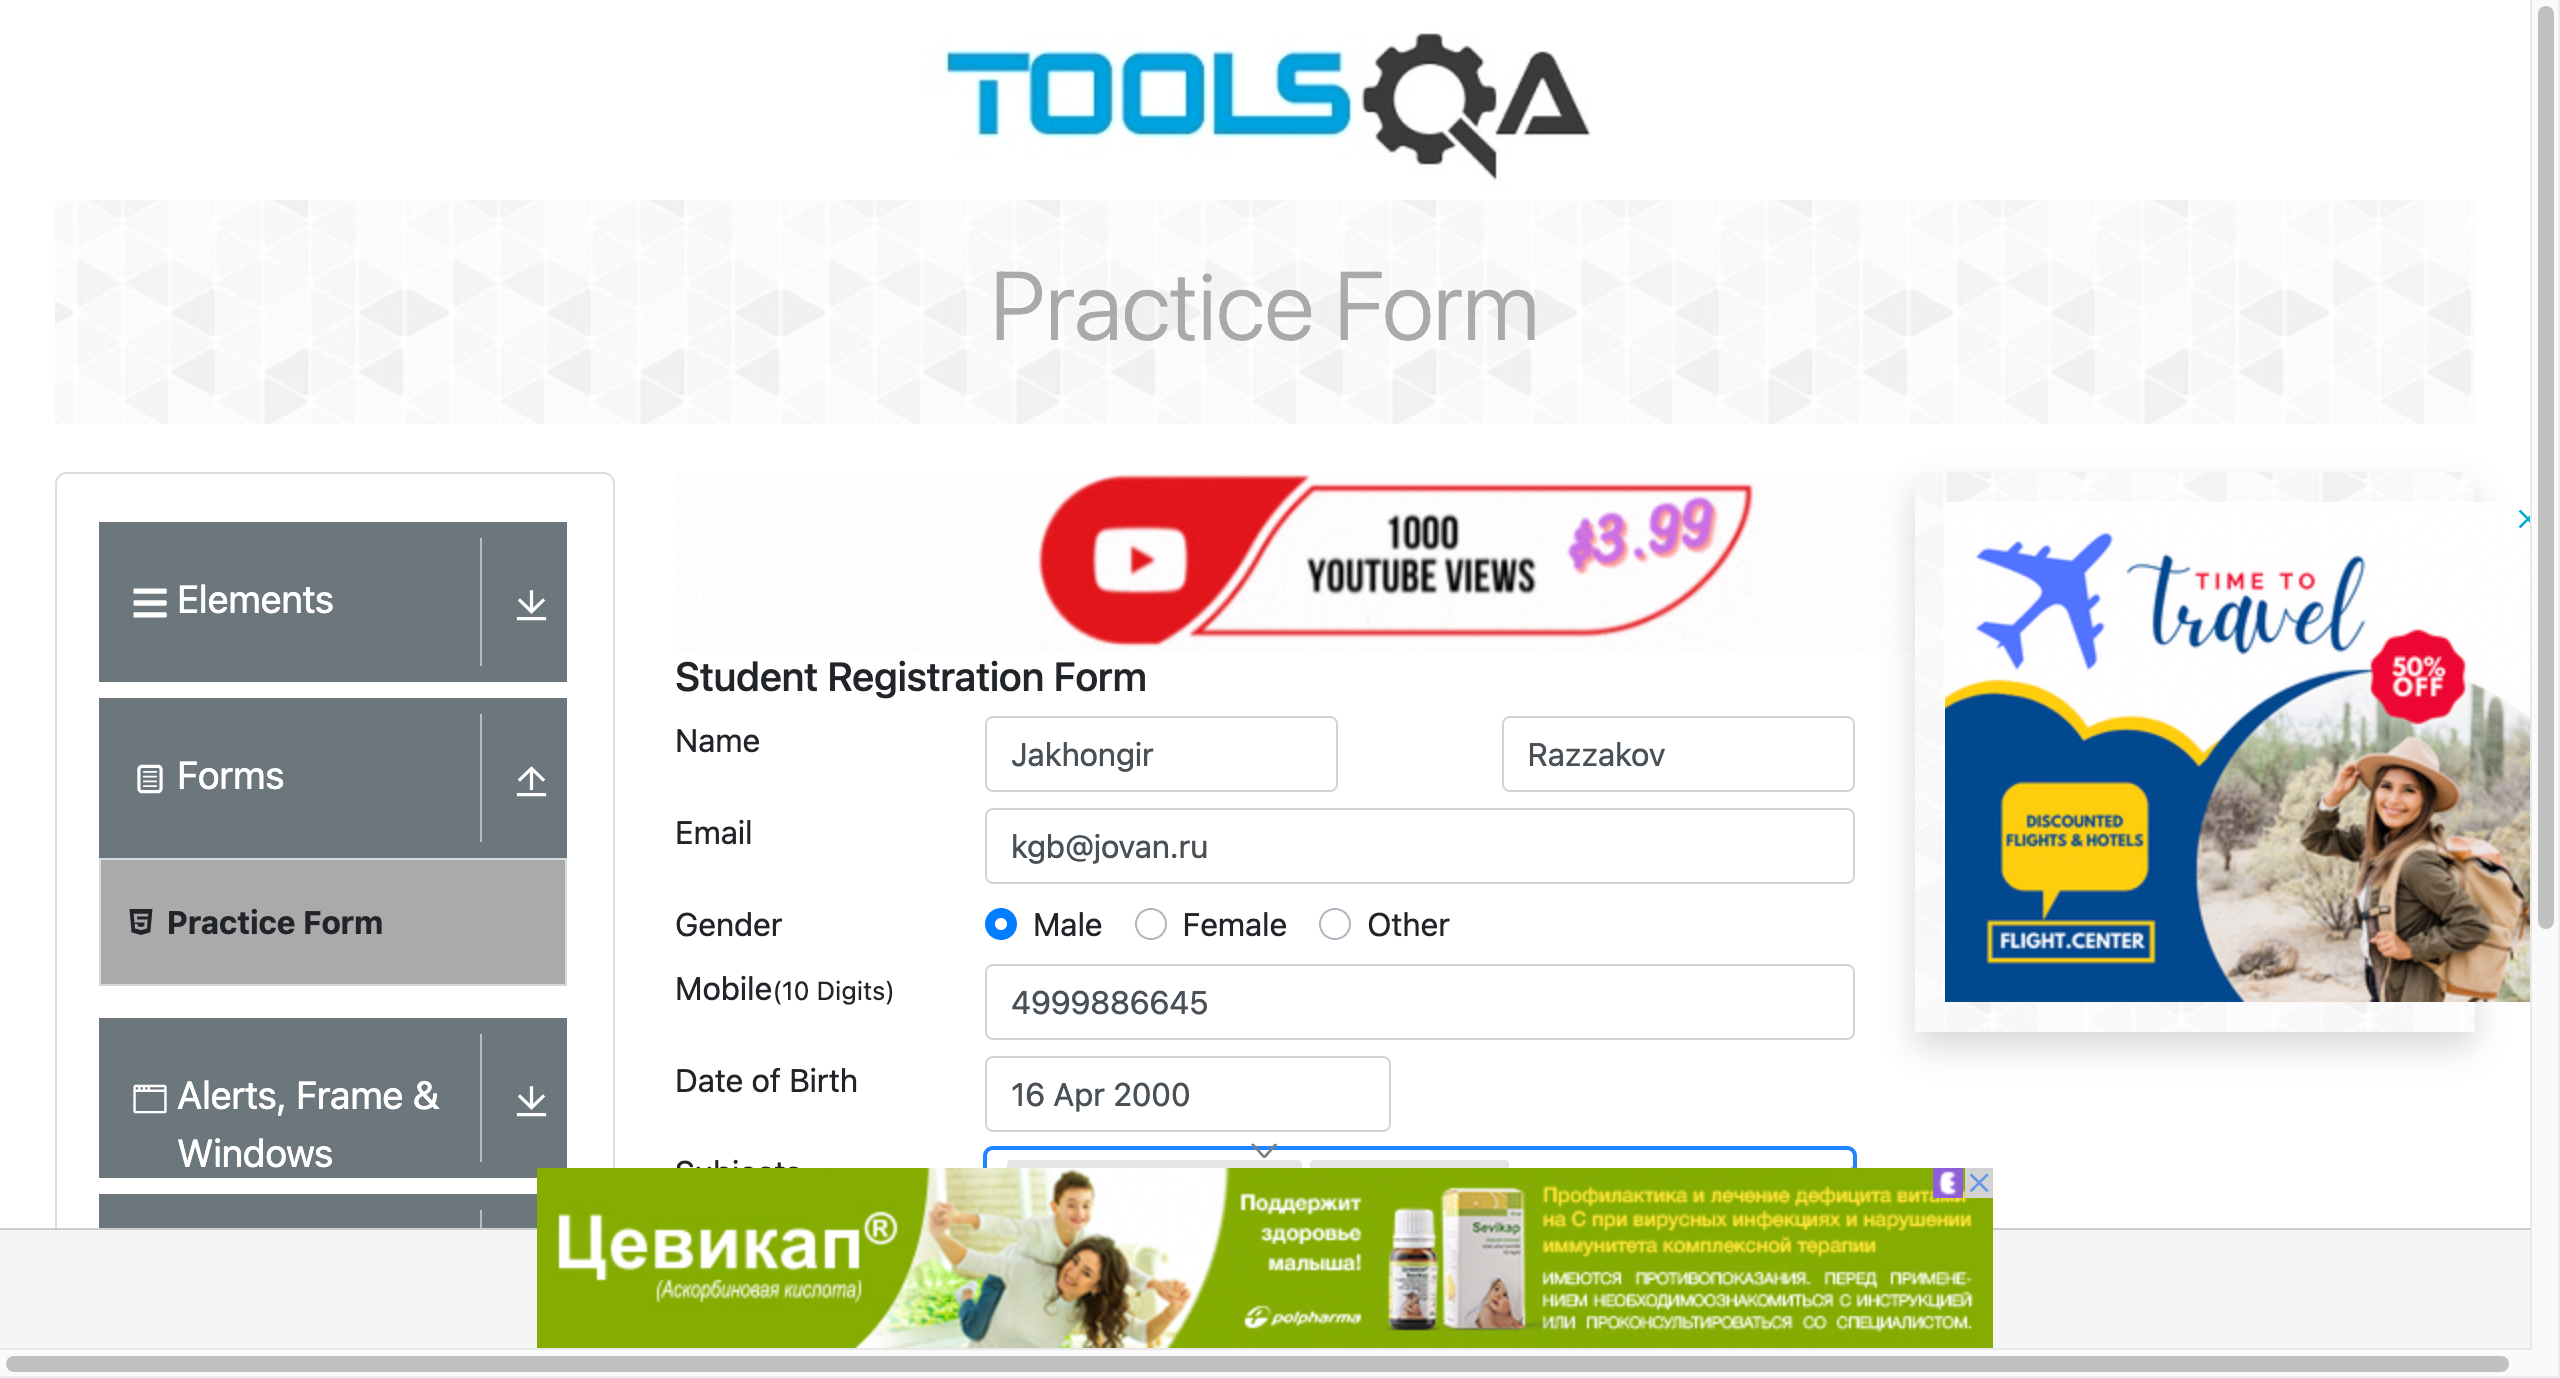 TOOLSQA
Practice Form
Elements
Forms
Practice Form
Alerts, Frame &
Windows
1000
YOUTUBE VIEWS
$3.99
Student Registration Form
Name
Jakhongir
Razzakov
Email
kgb@jovan.ru
Gender
Male
Female
Other
Mobile(10 Digits)
4999886645
Date of Birth
16 Apr 2000
Subjects
TIME TO
travel
50%
OFF
DISCOUNTED
FLIGHTS & HOTELS
FLIGHT.CENTER
Цевикап®
(Аскорбиновая кислота)
Поддержит
здоровье
малыша!
polpharma
Sevikap
Профилактика и лечение дефицита витами-
на С при вирусных инфекциях и нарушении
иммунитета комплексной терапии
ИМЕЮТСЯ ПРОТИВОПОКАЗАНИЯ. ПЕРЕД ПРИМЕНЕ-
НИЕМ НЕОБХОДИМООЗНАКОМИТЬСЯ С ИНСТРУКЦИЕЙ
ИЛИ ПРОКОНСУЛЬТИРОВАТЬСЯ СО СПЕЦИАЛИСТОМ.